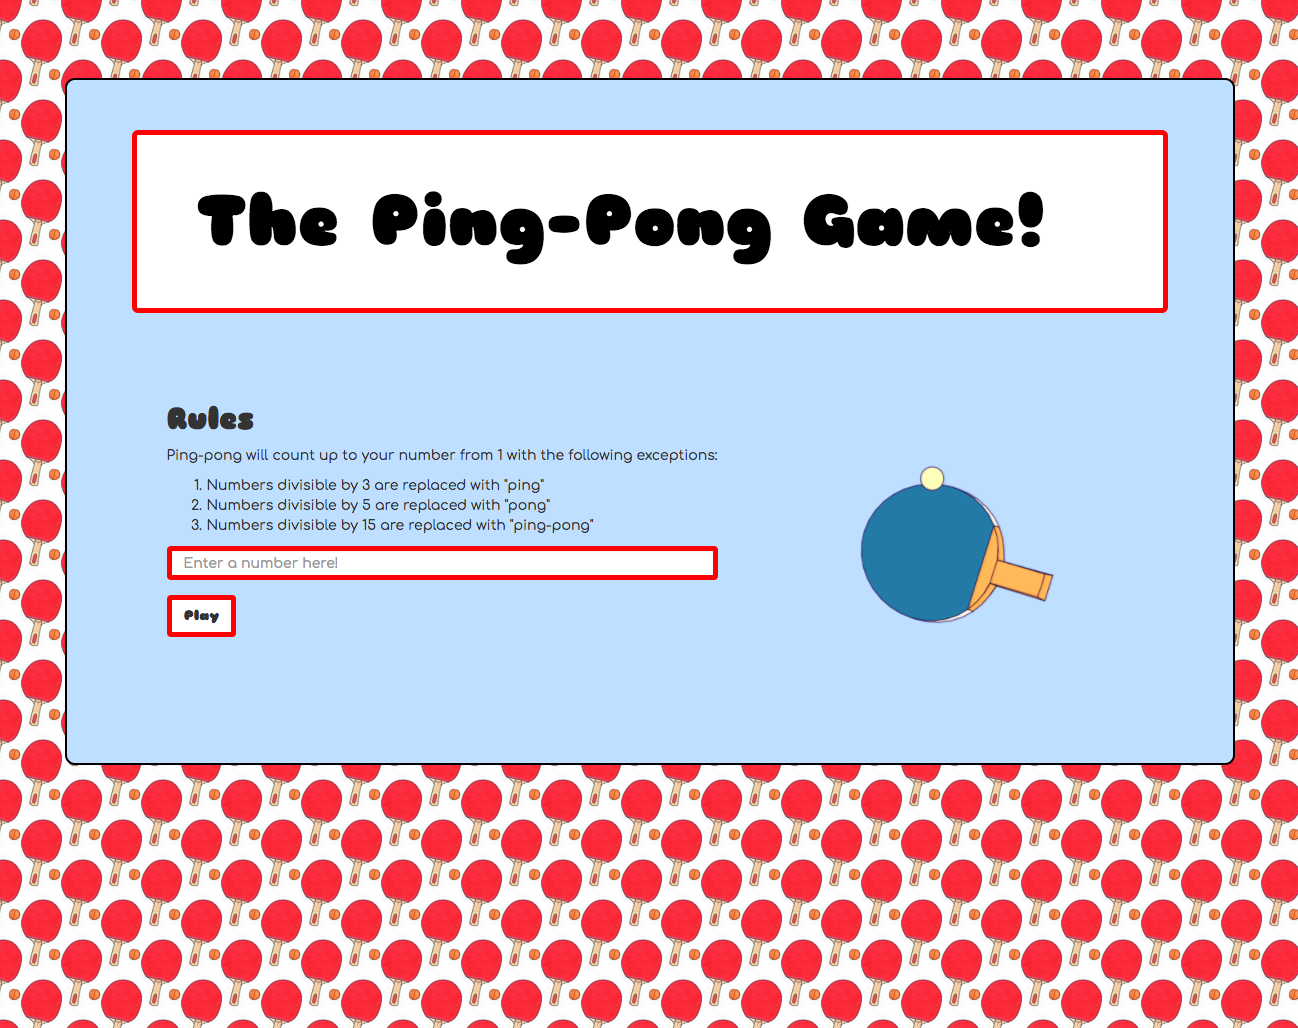 The Ping-Pong Game!
Rules
Ping-pong will count up to your number from 1 with the following exceptions:
1. Numbers divisible by 3 are replaced with "ping"
2. Numbers divisible by 5 are replaced with "pong"
3. Numbers divisible by 15 are replaced with "ping-pong"
Enter a number here!
Play